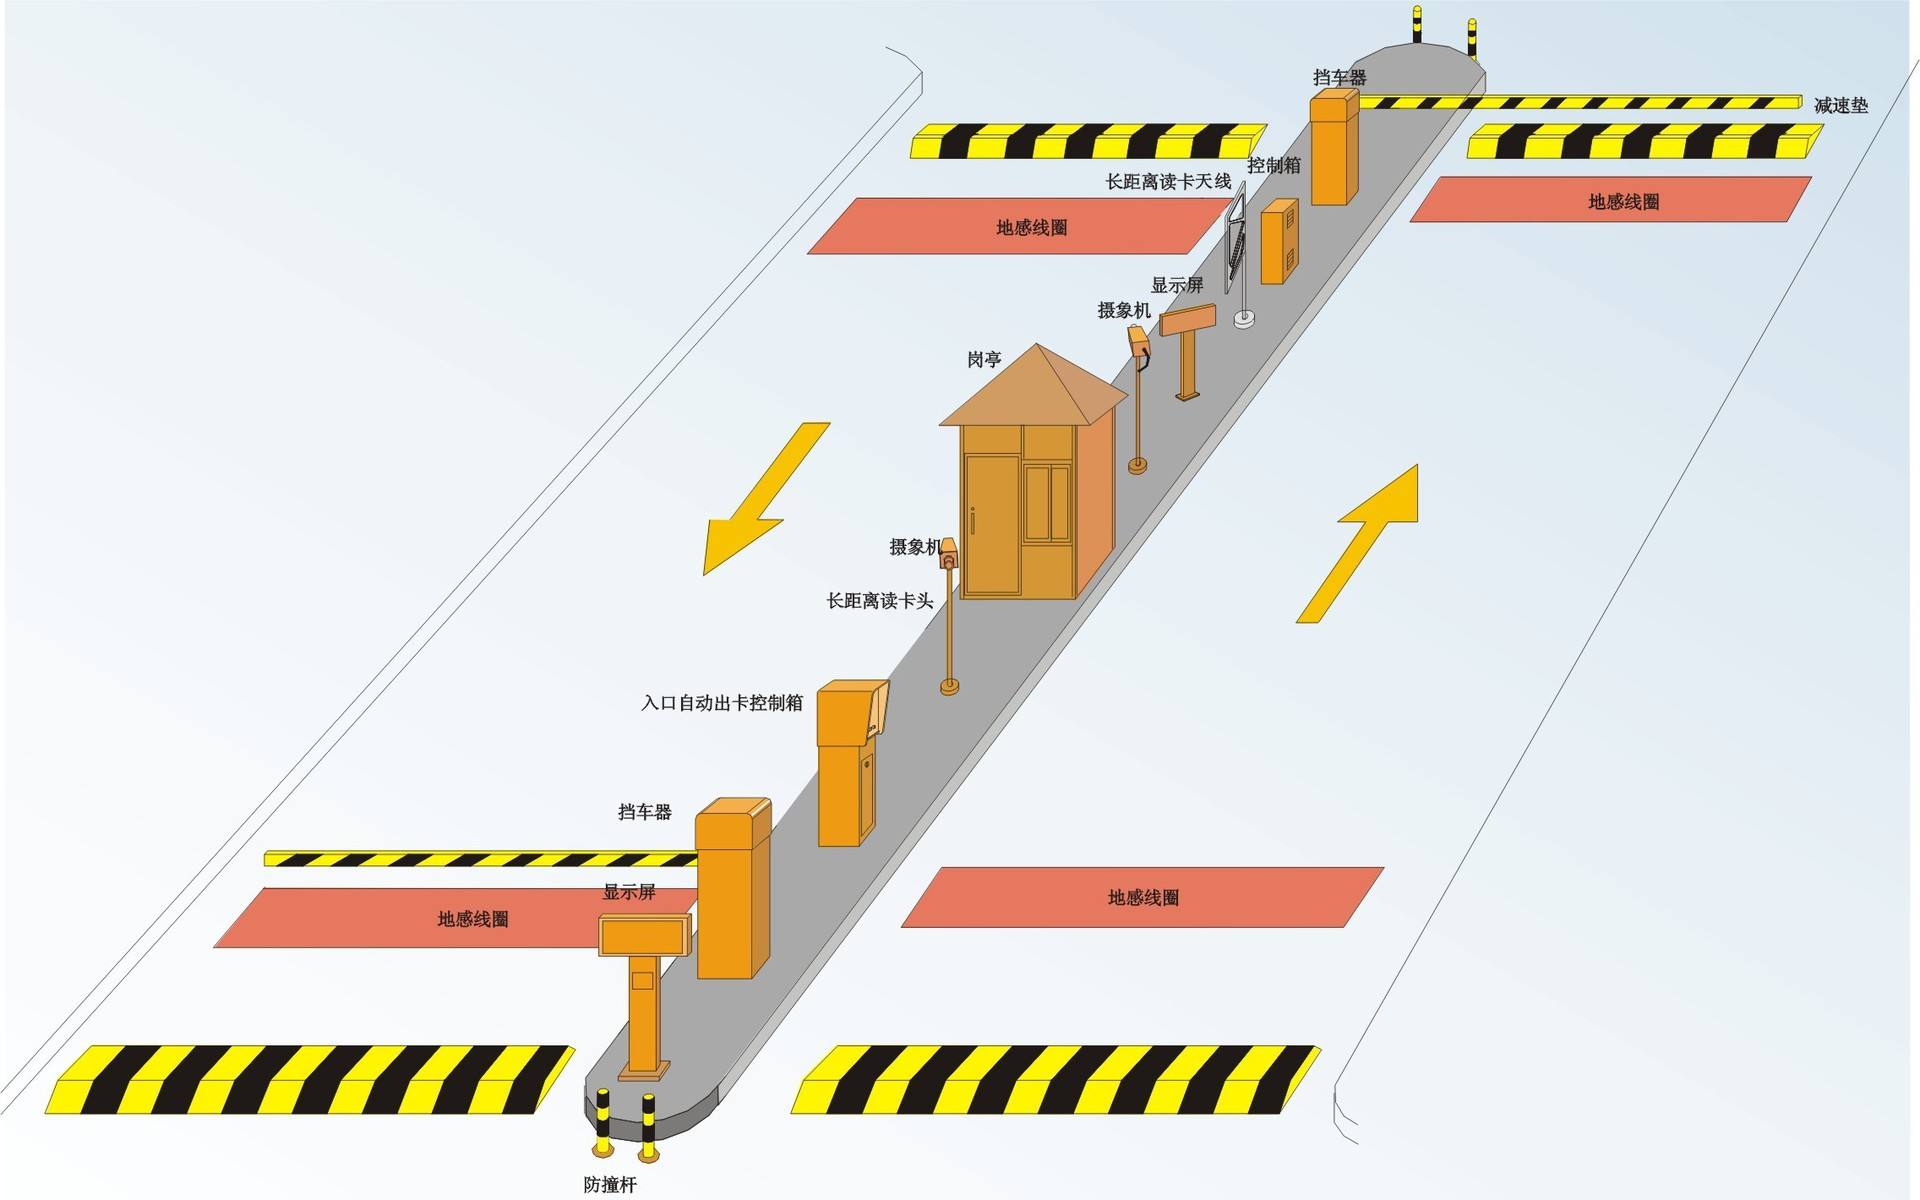 挡车器
减速垫
控制箱
长距离读卡天线
地感线圈
地感线圈
显示屏
摄象机
岗亭
摄象机
长距离读卡头
入口自动出卡控制箱
挡车器
显示屏
地感线圈
地感线圈
防撞杆